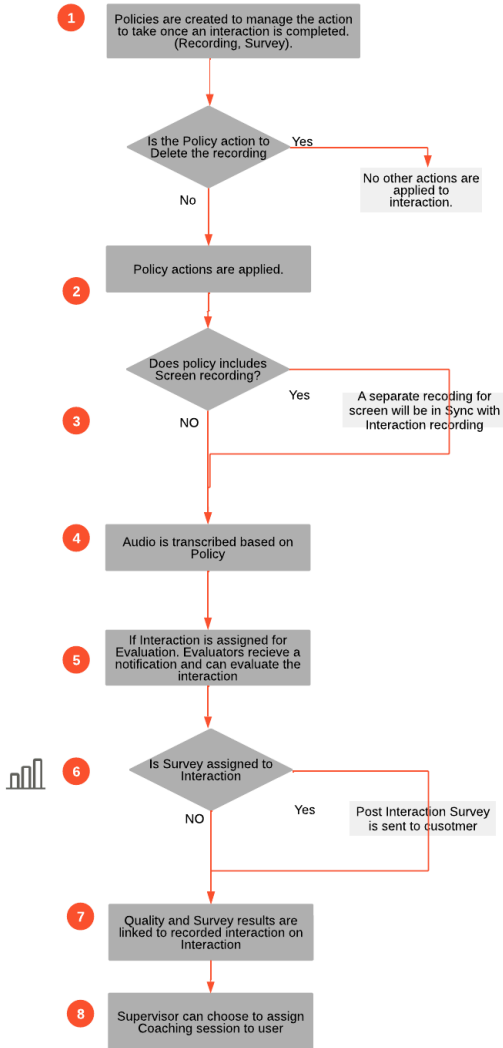 1
Policies are created to manage the action
to take once an interaction is completed.
(Recording, Survey).
Is the Policy action to
Delete the recording
Yes
No other actions are
applied to
interaction.
No
Policy actions are applied.
2
Does policy includes
Screen recording?
Yes
A separate recoding for
screen will be in Sync with
Interaction recording
NO
3
4
Audio is transcribed based on
Policy
If Interaction is assigned for
Evaluation. Evaluators recieve a
notification and can evaluate the
interaction
5
Is Survey assigned to
Interaction
6
Yes
Post Interaction Survey
is sent to cusotmer
NO
7
Quality and Survey results are
linked to recorded interaction on
Interaction
8
Supervisor can choose to assign
Coaching session to user